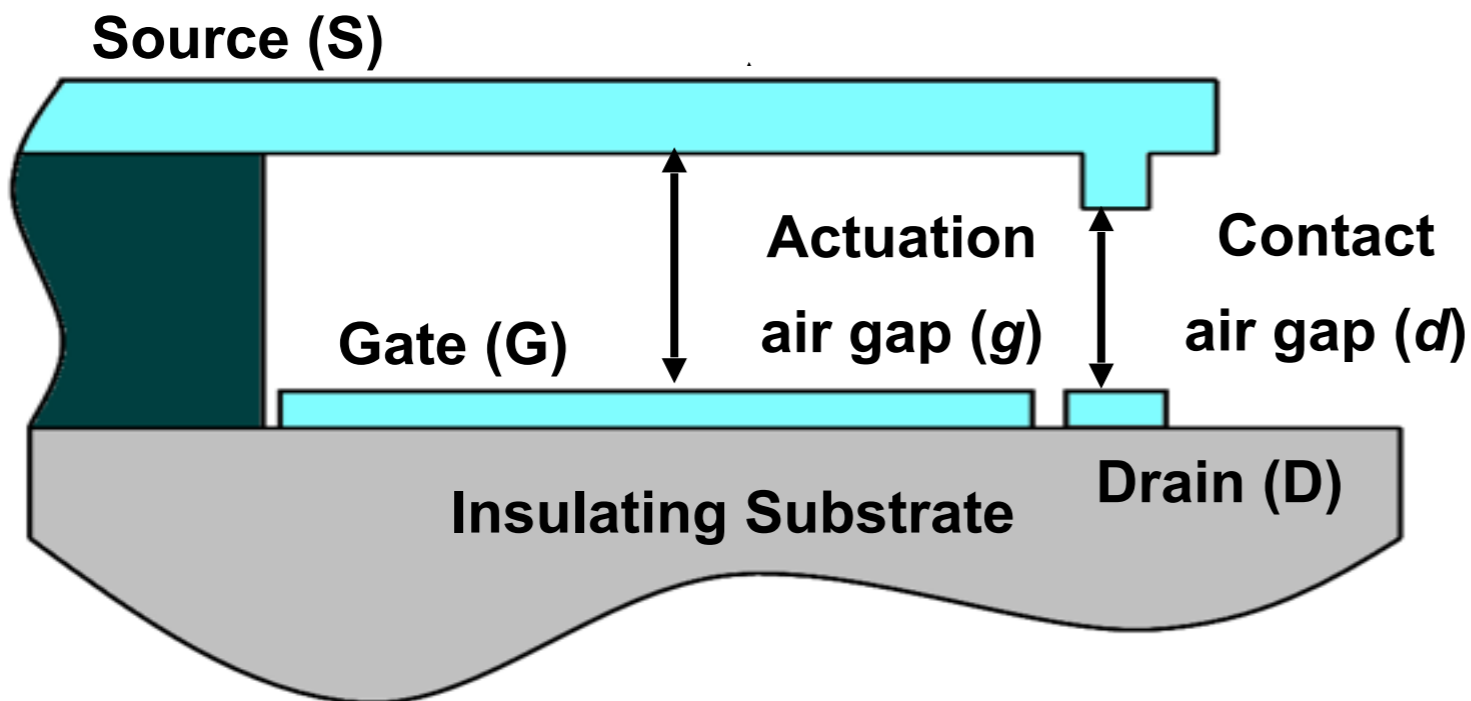 Source (S)
Actuation
air gap (g)
Contact
air gap (d)
Gate (G)
Drain (D)
Insulating Substrate